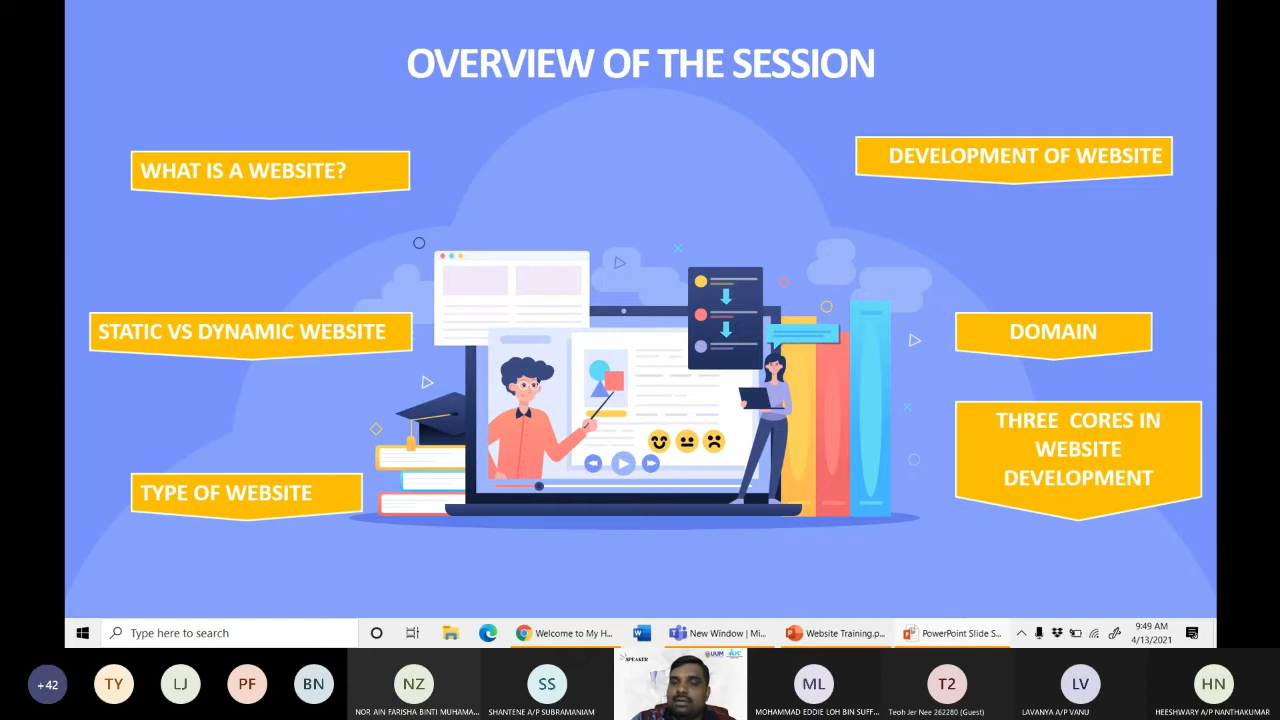 OVERVIEW OF THE SESSION
WHAT IS A WEBSITE?
DEVELOPMENT OF WEBSITE
STATIC VS DYNAMIC WEBSITE
DOMAIN
THREE CORES IN
WEBSITE
DEVELOPMENT
TYPE OF WEBSITE
Type here to search
Welcome to My H...
New Window | Mi...
Website Training.p...
PowerPoint Slide S...
9:49 AM
4/13/2021
+42
TY
LJ
PF
BN
NZ
NOR AIN FARISHA BINTI MUHAMA...
SS
SHANTENE A/P SUBRAMANIAM
SPEAKER
UUM
ML
MOHAMMAD EDDIE LOH BIN SUFF...
T2
Teoh Jer Nee 262280 (Guest)
LV
LAVANYA A/P VANU
HN
HEESHWARY A/P NANTHAKUMAR